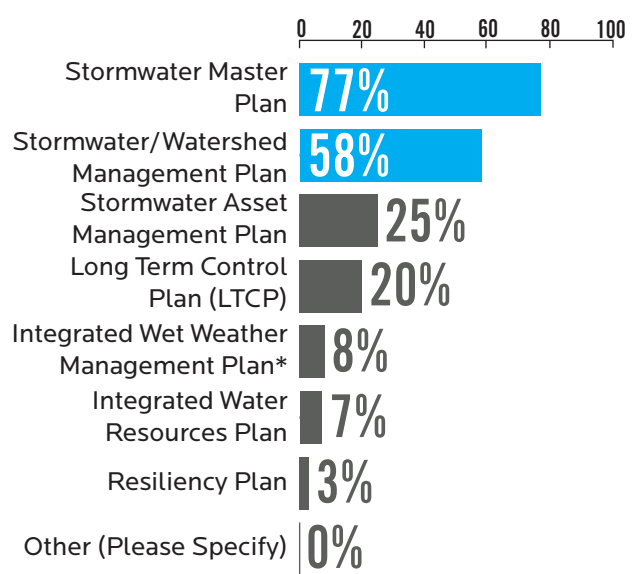 0 20 40 60 80 100
Stormwater Master
Plan
77%
Stormwater/Watershed
Management Plan
58%
Stormwater Asset
Management Plan
25%
Long Term Control
Plan (LTCP)
20%
Integrated Wet Weather
Management Plan*
8%
Integrated Water
Resources Plan
7%
Resiliency Plan
3%
Other (Please Specify)
0%